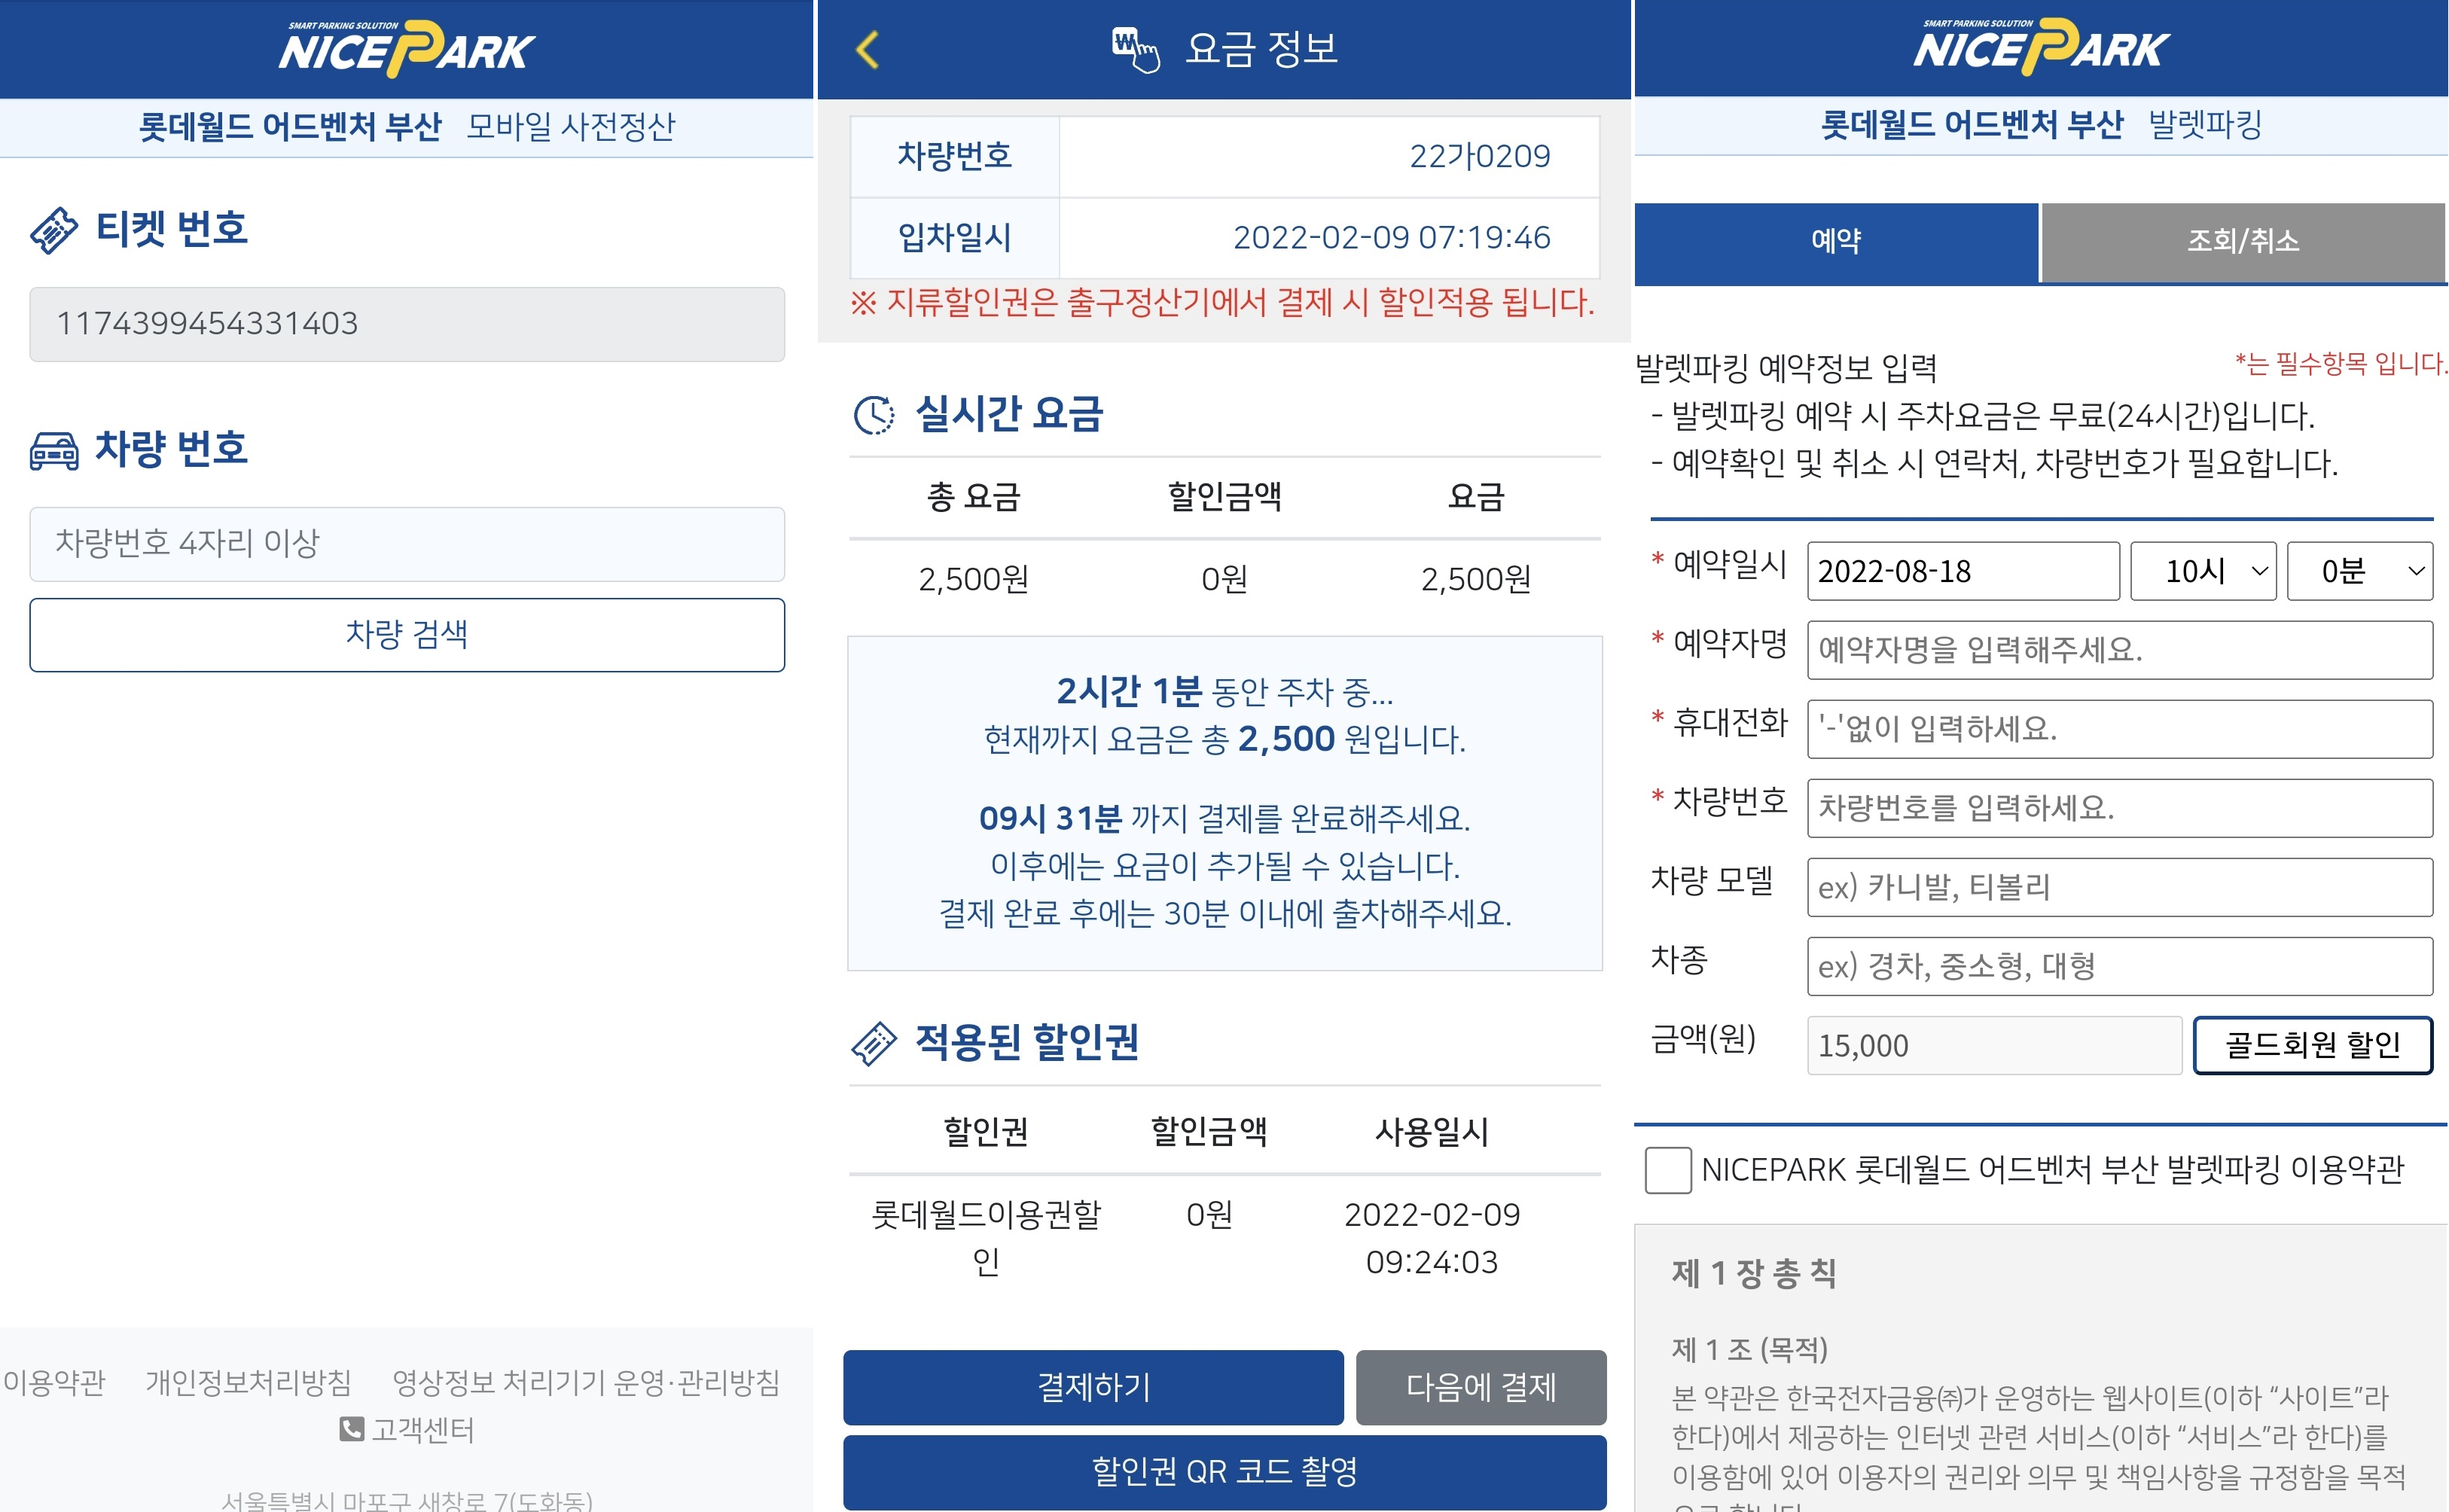 SMART PARKING SOLUTION
NICEPARK
롯데월드 어드벤처 부산 모바일 사전정산
티켓 번호
1174399454331403
차량 번호
차량번호 4자리 이상
차량 검색
이용약관 개인정보처리방침 영상정보 처리기기 운영·관리방침
고객센터
서울특별시 마포구 새창로 7(도화동)
요금 정보
차량번호 22가0209
입차일시 2022-02-09 07:19:46
※ 지류할인권은 출구정산기에서 결제 시 할인적용 됩니다.
실시간 요금
총 요금 할인금액 요금
2,500원 0원 2,500원
2시간 1분 동안 주차 중...
현재까지 요금은 총 2,500 원입니다.
09시 31분 까지 결제를 완료해주세요.
이후에는 요금이 추가될 수 있습니다.
결제 완료 후에는 30분 이내에 출차해주세요.
적용된 할인권
할인권 할인금액 사용일시
롯데월드이용권할 0원 2022-02-09
인 09:24:03
결제하기 다음에 결제
할인권 QR 코드 촬영
SMART PARKING SOLUTION
NICEPARK
롯데월드 어드벤처 부산 발렛파킹
예약 조회/취소
발렛파킹 예약정보 입력 *는 필수항목 입니다.
- 발렛파킹 예약 시 주차요금은 무료(24시간)입니다.
- 예약확인 및 취소 시 연락처, 차량번호가 필요합니다.
* 예약일시 2022-08-18 10시 0분
* 예약자명 예약자명을 입력해주세요.
* 휴대전화 '-'없이 입력하세요.
* 차량번호 차량번호를 입력하세요.
차량 모델 ex) 카니발, 티볼리
차종 ex) 경차, 중소형, 대형
금액(원) 15,000 골드회원 할인
NICEPARK 롯데월드 어드벤처 부산 발렛파킹 이용약관
제 1 장 총 칙
제 1 조 (목적)
본 약관은 한국전자금융㈜가 운영하는 웹사이트(이하 “사이트”라
한다)에서 제공하는 인터넷 관련 서비스(이하 “서비스”라 한다)를
이용함에 있어 이용자의 권리와 의무 및 책임사항을 규정함을 목적
으로 합니다